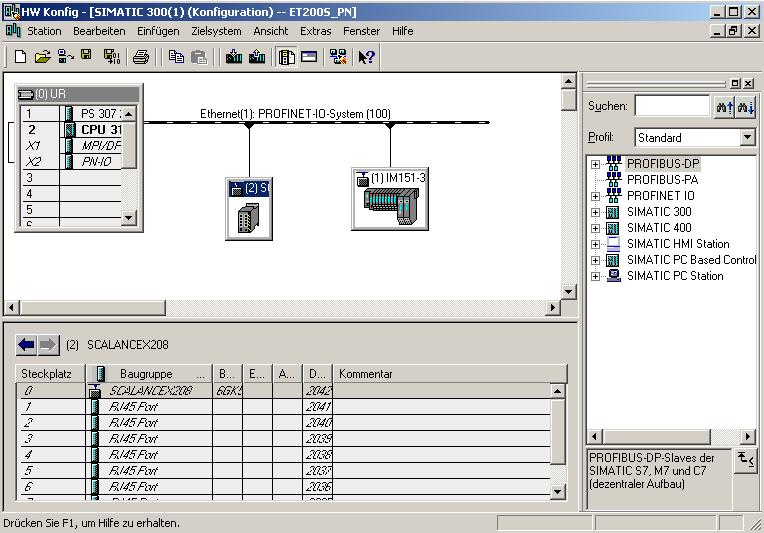 HW Konfig - [SIMATIC 300(1) (Konfiguration) -- ET200S_PN]
Station Bearbeiten Einfügen Zielsystem Ansicht Extras Fenster Hilfe
(0) UR
1 PS 307
2 CPU 31
X1 MPI/DF
X2 PN-IO
3
4
5
Ethernet(1): PROFINET-IO-System (100)
(2) S
(1) IM151-3
Suchen:
Profil: Standard
PROFIBUS-DP
PROFIBUS-PA
PROFINET IO
SIMATIC 300
SIMATIC 400
SIMATIC HMI Station
SIMATIC PC Based Control
SIMATIC PC Station
PROFIBUS-DP-Slaves der
SIMATIC S7, M7 und C7
(dezentraler Aufbau)
(2) SCALANCEX208
Steckplatz Baugruppe ... B... E... A... D... Kommentar
0 SCALANCEX208 6GK5 2042
1 RJ45 Port 2041
2 RJ45 Port 2040
3 RJ45 Port 2039
4 RJ45 Port 2038
5 RJ45 Port 2037
6 RJ45 Port 2036
Drücken Sie F1, um Hilfe zu erhalten.